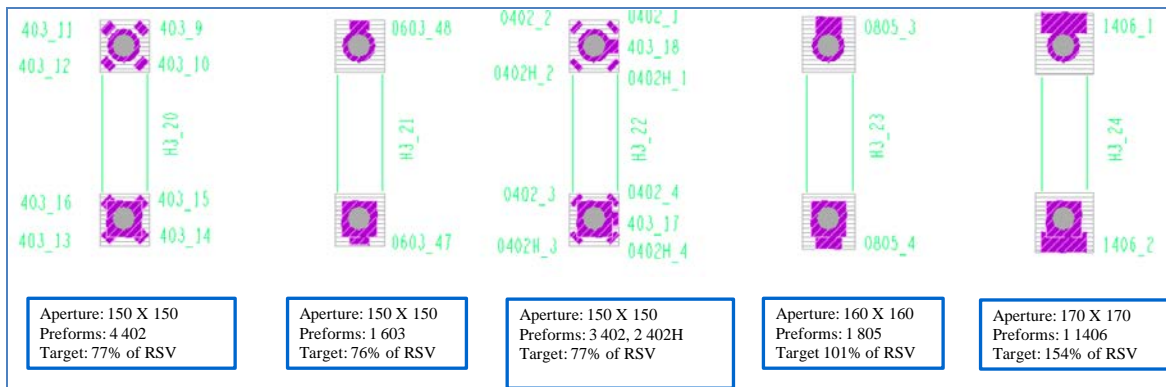 403_11
403_9
403_12
403_10
H3_20
403_16
403_15
403_13
403_14
0603_48
H3_21
0603_47
0402_2
0402_1
403_18
0402H_2
0402H_1
H3_22
0402_3
0402_4
403_17
0402H_3
0402H_4
0805_3
H3_23
0805_4
1406_1
H3_24
1406_2
Aperture: 150 X 150
Preforms: 4 402
Target: 77% of RSV
Aperture: 150 X 150
Preforms: 1 603
Target: 76% of RSV
Aperture: 150 X 150
Preforms: 3 402, 2 402H
Target: 77% of RSV
Aperture: 160 X 160
Preforms: 1 805
Target 101% of RSV
Aperture: 170 X 170
Preforms: 1 1406
Target: 154% of RSV